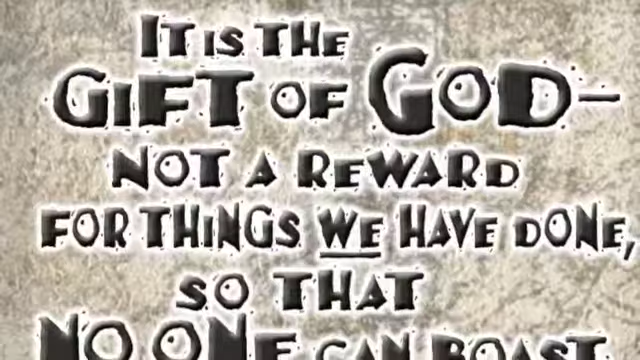 IT IS THE
GIFT OF GOD—
NOT A REWARD
FOR THINGS WE HAVE DONE,
SO THAT
NO ONE CAN BOAST